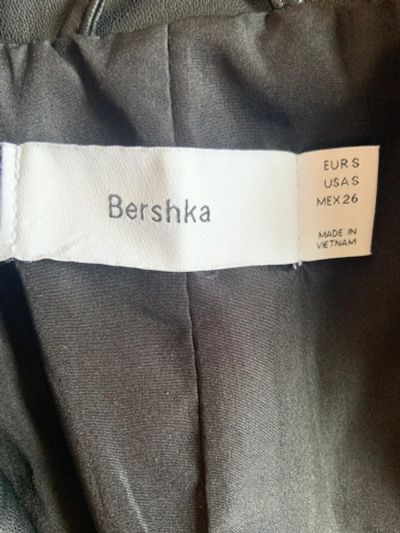 Bershka
EUR S
USA S
MEX 26
MADE IN
VIETNAM